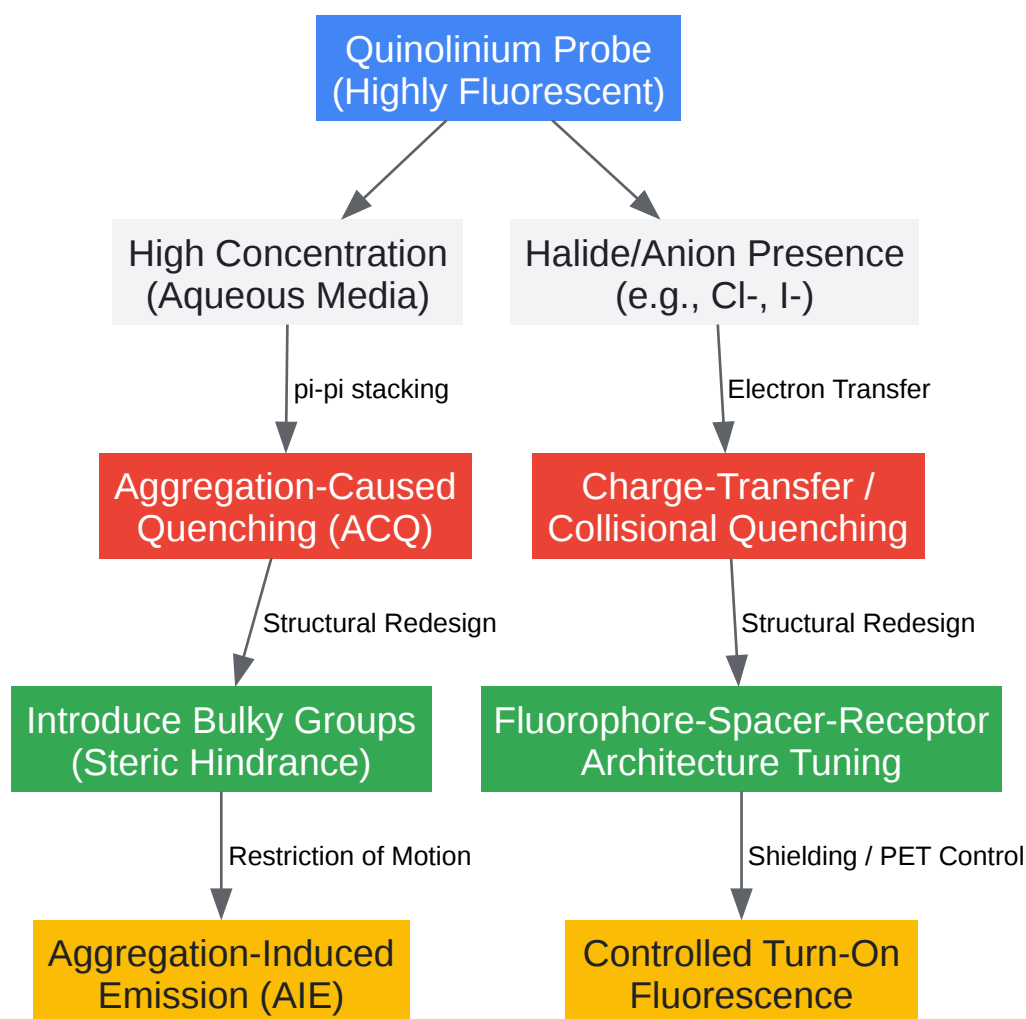 Quinolinium Probe
(Highly Fluorescent)
High Concentration
(Aqueous Media)
Halide/Anion Presence
(e.g., Cl-, I-)
pi-pi stacking
Electron Transfer
Aggregation-Caused
Quenching (ACQ)
Charge-Transfer /
Collisional Quenching
Structural Redesign
Structural Redesign
Introduce Bulky Groups
(Steric Hindrance)
Fluorophore-Spacer-Receptor
Architecture Tuning
Restriction of Motion
Shielding / PET Control
Aggregation-Induced
Emission (AIE)
Controlled Turn-On
Fluorescence